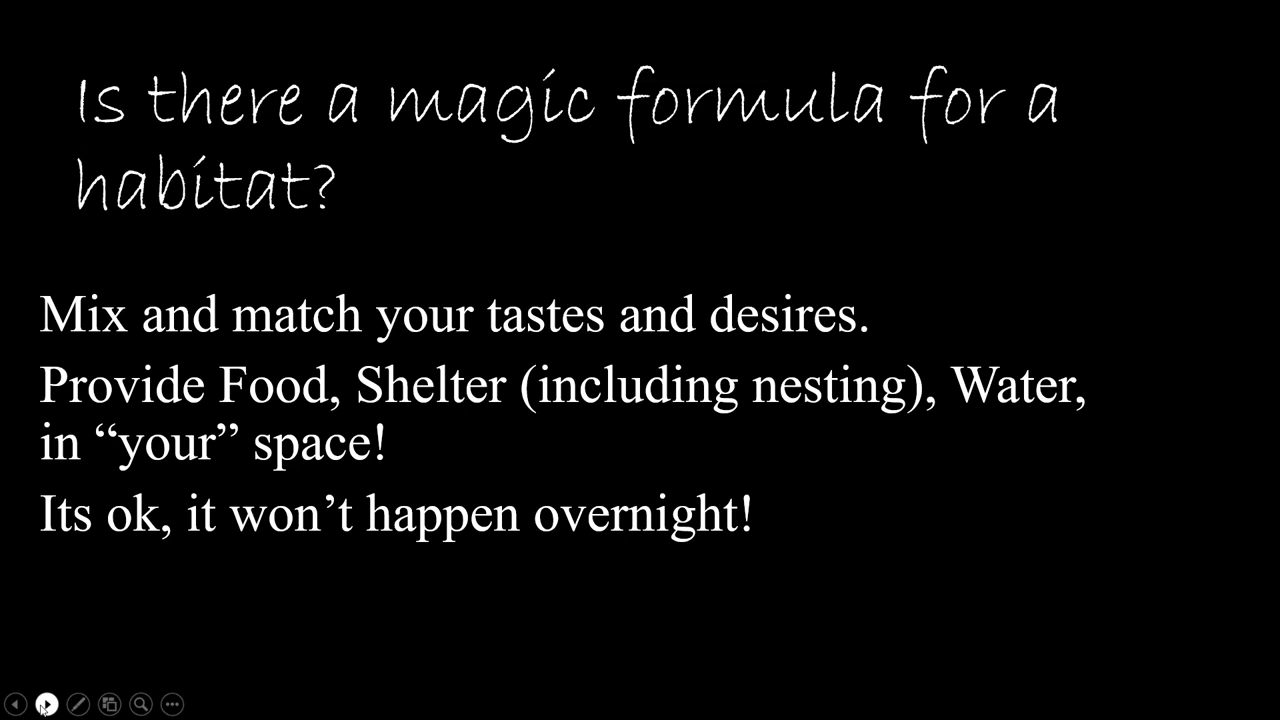 Is there a magic formula for a
habitat?
Mix and match your tastes and desires.
Provide Food, Shelter (including nesting), Water,
in “your” space!
Its ok, it won’t happen overnight!